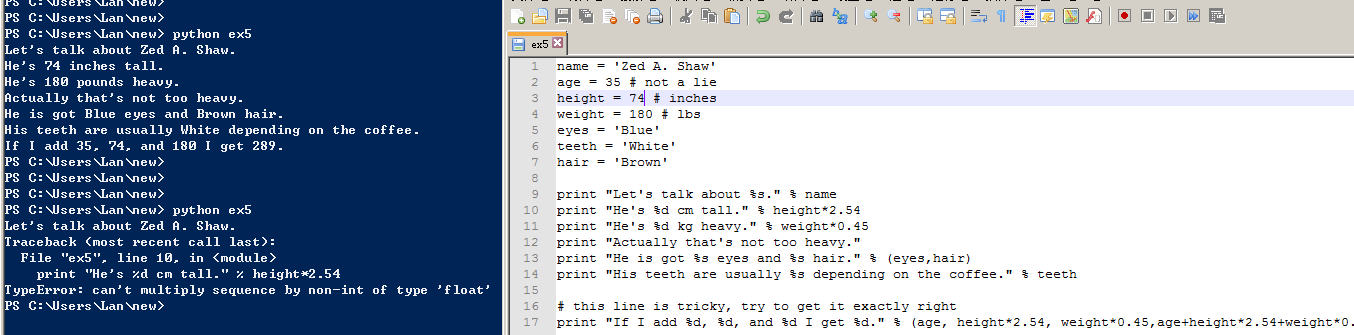 PS C:\Users\Lan\new>
PS C:\Users\Lan\new>
PS C:\Users\Lan\new> python ex5
Let's talk about Zed A. Shaw.
He's 74 inches tall.
He's 180 pounds heavy.
Actually that's not too heavy.
He is got Blue eyes and Brown hair.
His teeth are usually White depending on the coffee.
If I add 35, 74, and 180 I get 289.
PS C:\Users\Lan\new>
PS C:\Users\Lan\new>
PS C:\Users\Lan\new>
PS C:\Users\Lan\new> python ex5
Let's talk about Zed A. Shaw.
Traceback (most recent call last):
  File "ex5", line 10, in <module>
    print "He's %d cm tall." % height*2.54
TypeError: can't multiply sequence by non-int of type 'float'
PS C:\Users\Lan\new>
ex5
1 name = 'Zed A. Shaw'
2 age = 35 # not a lie
3 height = 74 # inches
4 weight = 180 # lbs
5 eyes = 'Blue'
6 teeth = 'White'
7 hair = 'Brown'
8
9 print "Let's talk about %s." % name
10 print "He's %d cm tall." % height*2.54
11 print "He's %d kg heavy." % weight*0.45
12 print "Actually that's not too heavy."
13 print "He is got %s eyes and %s hair." % (eyes,hair)
14 print "His teeth are usually %s depending on the coffee." % teeth
15
16 # this line is tricky, try to get it exactly right
17 print "If I add %d, %d, and %d I get %d." % (age, height*2.54, weight*0.45,age+height*2.54+weight*0.